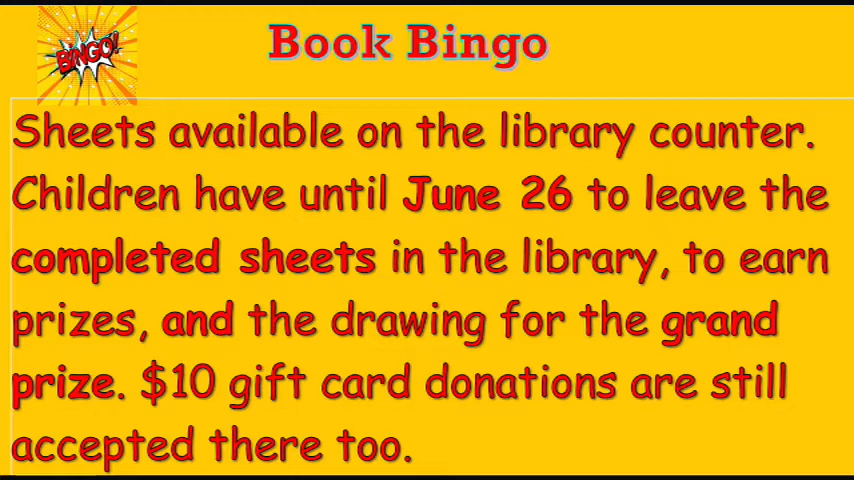 BINGO!
Book Bingo
Sheets available on the library counter.
Children have until June 26 to leave the
completed sheets in the library, to earn
prizes, and the drawing for the grand
prize. $10 gift card donations are still
accepted there too.